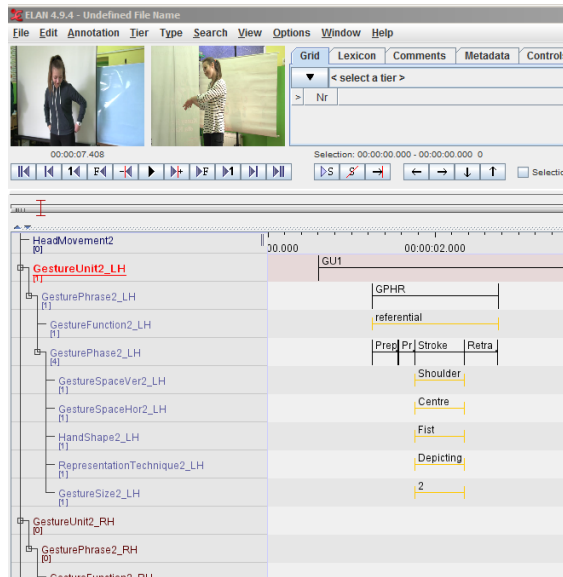 ELAN 4.9.4 - Undefined File Name
File Edit Annotation Tier Type Search View Options Window Help
Grid Lexicon Comments Metadata Controls
▼ < select a tier >
> Nr
00:00:07.408
Selection: 00:00:00.000 - 00:00:00.000 0
1 F F 1 S S Selectio
HeadMovement2
[0]
00.000 00:00:02.000
GestureUnit2_LH
[1]
GU1
GesturePhrase2_LH
[1]
GPHR
GestureFunction2_LH
[1]
referential
GesturePhase2_LH
[4]
Prep Pr Stroke Retra
GestureSpaceVer2_LH
[1]
Shoulder
GestureSpaceHor2_LH
[1]
Centre
HandShape2_LH
[1]
Fist
RepresentationTechnique2_LH
[1]
Depicting
GestureSize2_LH
[1]
2
GestureUnit2_RH
[0]
GesturePhrase2_RH
[0]
GestureFunction2_RH